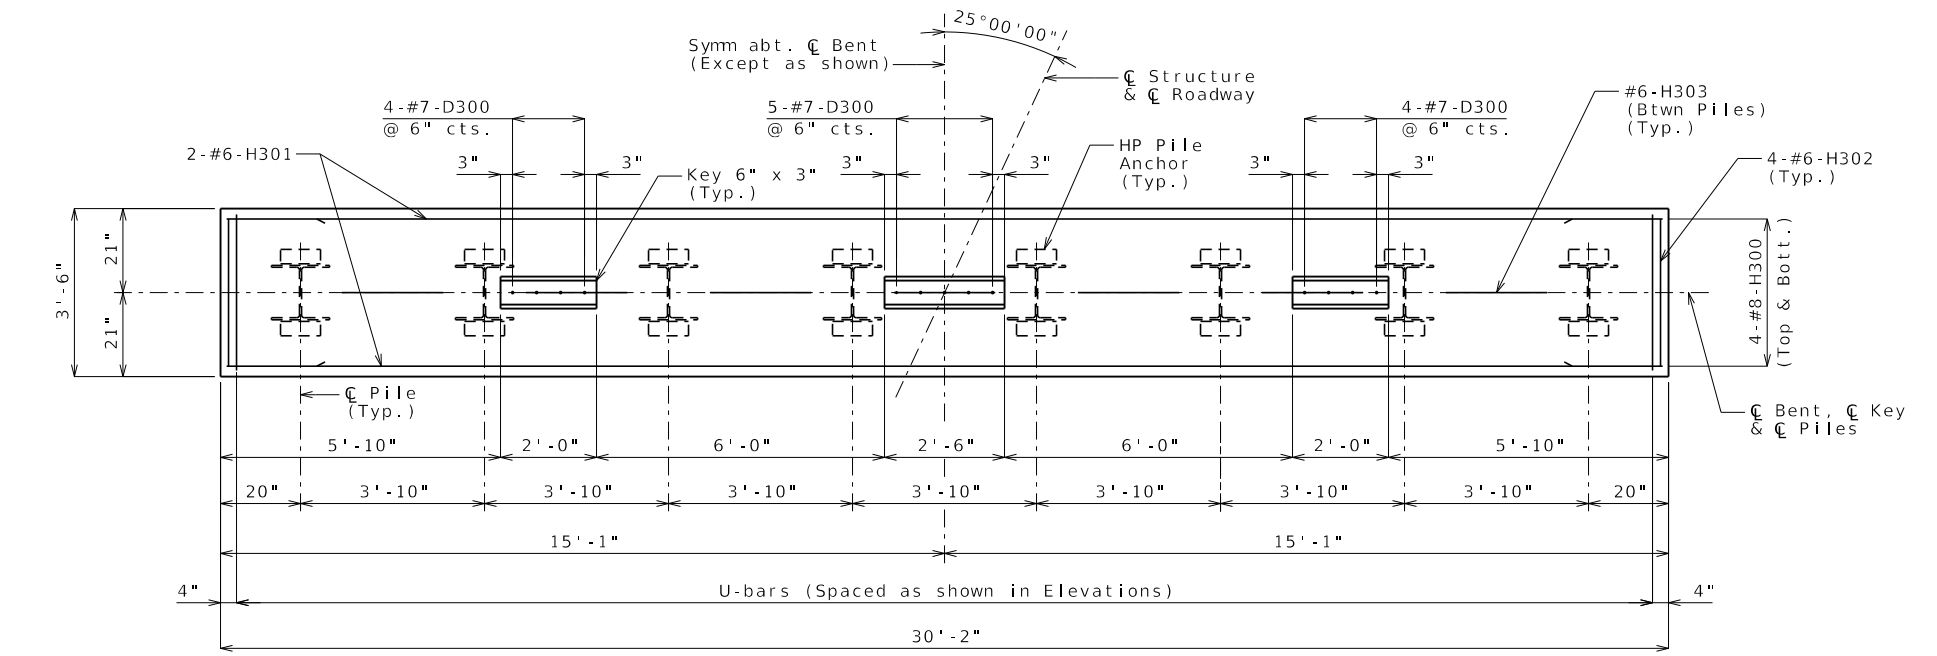 25°00'00"
Symm abt. ℄ Bent
(Except as shown)
℄ Structure
& ℄ Roadway
4-#7-D300
@ 6" cts.
5-#7-D300
@ 6" cts.
4-#7-D300
@ 6" cts.
#6-H303
(Btwn Piles)
(Typ.)
2-#6-H301
3"
3"
Key 6" x 3"
(Typ.)
3"
3"
HP Pile
Anchor
(Typ.)
3"
3"
4-#6-H302
(Typ.)
3'-6"
21"
21"
4-#8-H300
(Top & Bott.)
℄ Pile
(Typ.)
℄ Bent, ℄ Key
& ℄ Piles
5'-10"
2'-0"
6'-0"
2'-6"
6'-0"
2'-0"
5'-10"
20"
3'-10"
3'-10"
3'-10"
3'-10"
3'-10"
3'-10"
3'-10"
20"
15'-1"
15'-1"
4"
U-bars (Spaced as shown in Elevations)
4"
30'-2"